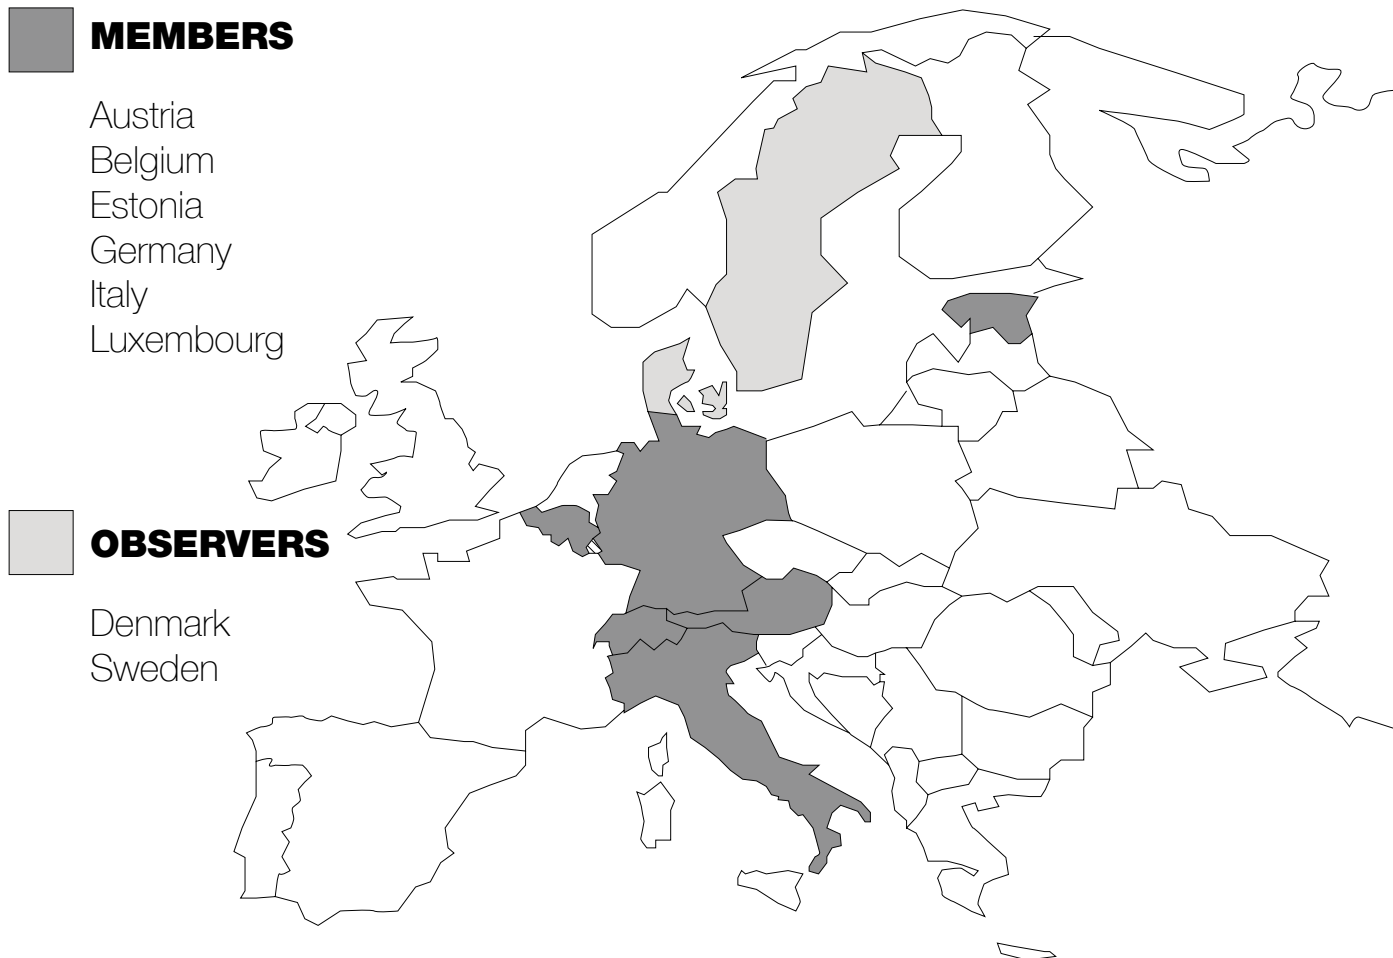 MEMBERS
Austria
Belgium
Estonia
Germany
Italy
Luxembourg
OBSERVERS
Denmark
Sweden